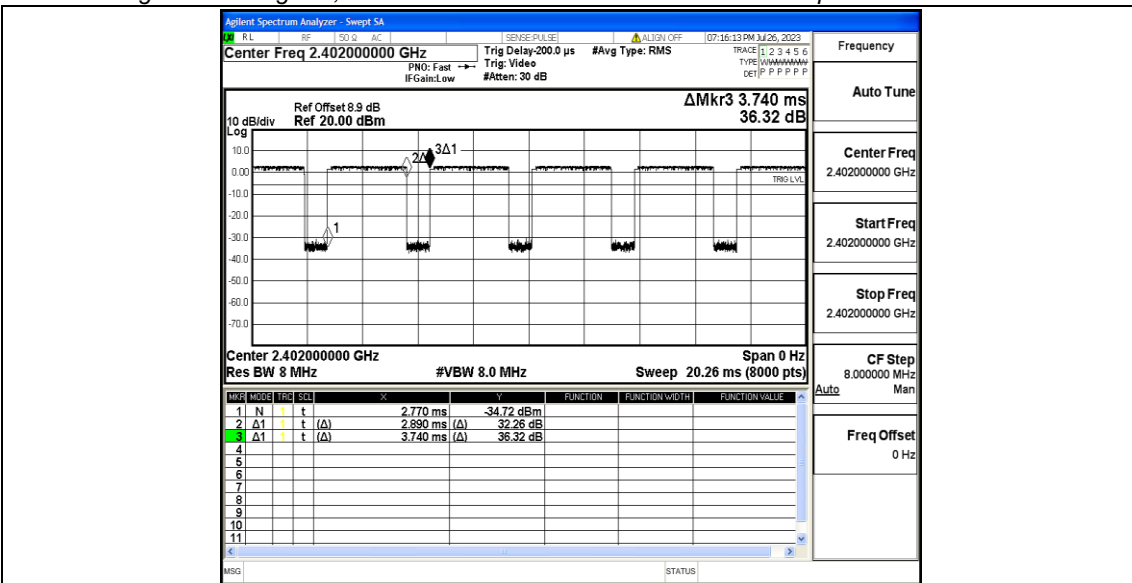 Agilent Spectrum Analyzer - Swept SA
RL RF 50 Ω AC SENSE:PULSE ALIGN OFF 07:16:13 PM Jul 26, 2023
Center Freq 2.402000000 GHz
PNO: Fast
IFGain:Low
Trig Delay-200.0 µs
Trig: Video
#Atten: 30 dB
#Avg Type: RMS
TRACE 1 2 3 4 5 6
TYPE WWWWWW
DET P P P P P P
Frequency
Auto Tune
Center Freq
2.402000000 GHz
Start Freq
2.402000000 GHz
Stop Freq
2.402000000 GHz
CF Step
8.000000 MHz
Auto Man
Freq Offset
0 Hz
ΔMkr3 3.740 ms
36.32 dB
Ref Offset 8.9 dB
10 dB/div Ref 20.00 dBm
Log
10.0
0.00
-10.0
-20.0
-30.0
-40.0
-50.0
-60.0
-70.0
1
2Δ
3Δ1
TRIG LVL
Center 2.402000000 GHz Span 0 Hz
Res BW 8 MHz #VBW 8.0 MHz Sweep 20.26 ms (8000 pts)
MKR MODE TRC SCL X Y FUNCTION FUNCTION WIDTH FUNCTION VALUE
1 N 1 t 2.770 ms -34.72 dBm
2 Δ1 1 t (Δ) 2.890 ms (Δ) 32.26 dB
3 Δ1 1 t (Δ) 3.740 ms (Δ) 36.32 dB
4
5
6
7
8
9
10
11
MSG STATUS